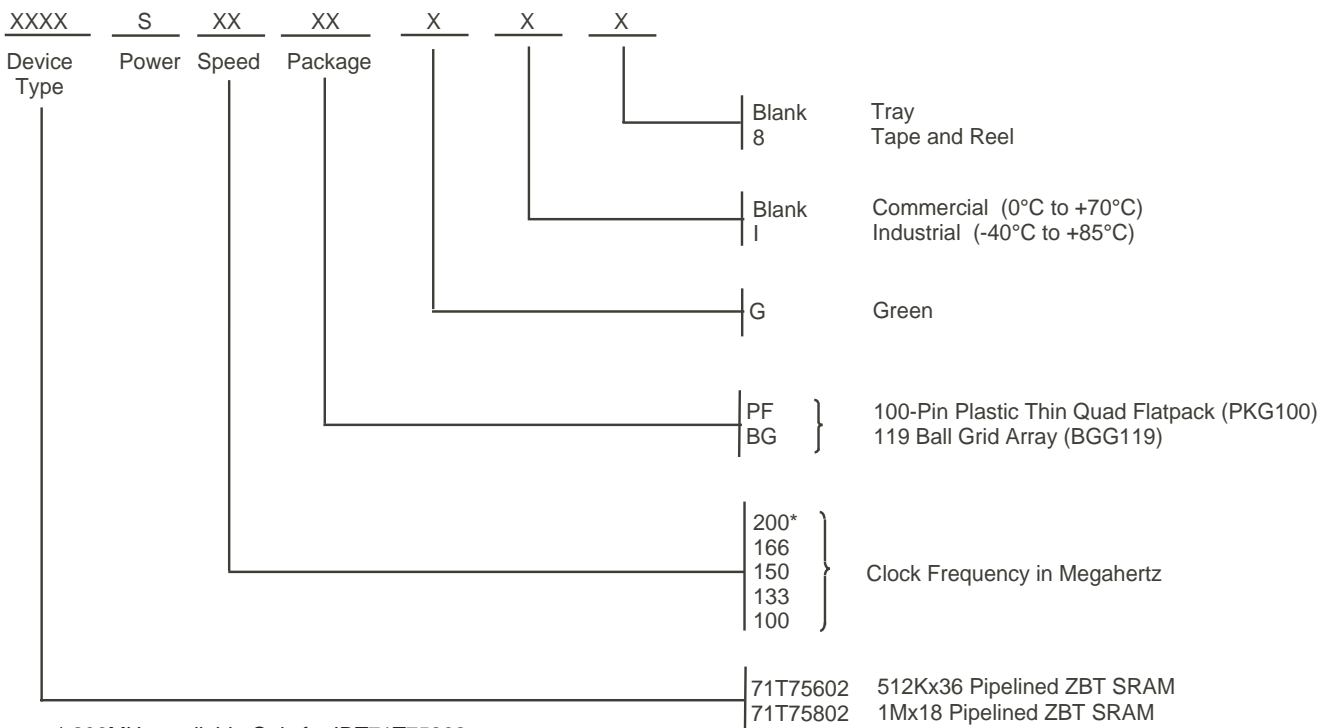 XXXX S XX XX X X X
Device Type Power Speed Package
Blank Tray
8 Tape and Reel
Blank Commercial (0°C to +70°C)
I Industrial (-40°C to +85°C)
G Green
PF 100-Pin Plastic Thin Quad Flatpack (PKG100)
BG 119 Ball Grid Array (BGG119)
200*
166
150 Clock Frequency in Megahertz
133
100
71T75602 512Kx36 Pipelined ZBT SRAM
71T75802 1Mx18 Pipelined ZBT SRAM